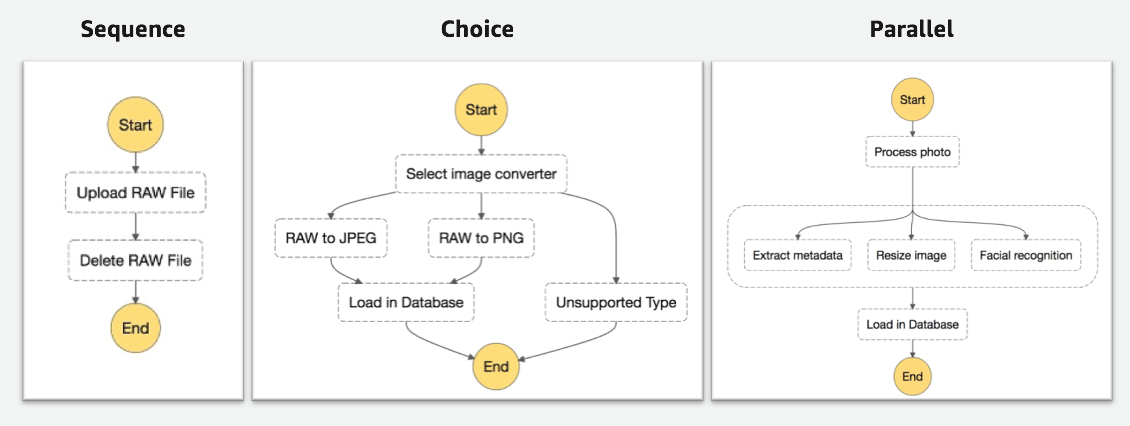 Sequence
Choice
Parallel
Start
Upload RAW File
Delete RAW File
End
Start
Select image converter
RAW to JPEG
RAW to PNG
Load in Database
Unsupported Type
End
Start
Process photo
Extract metadata
Resize image
Facial recognition
Load in Database
End